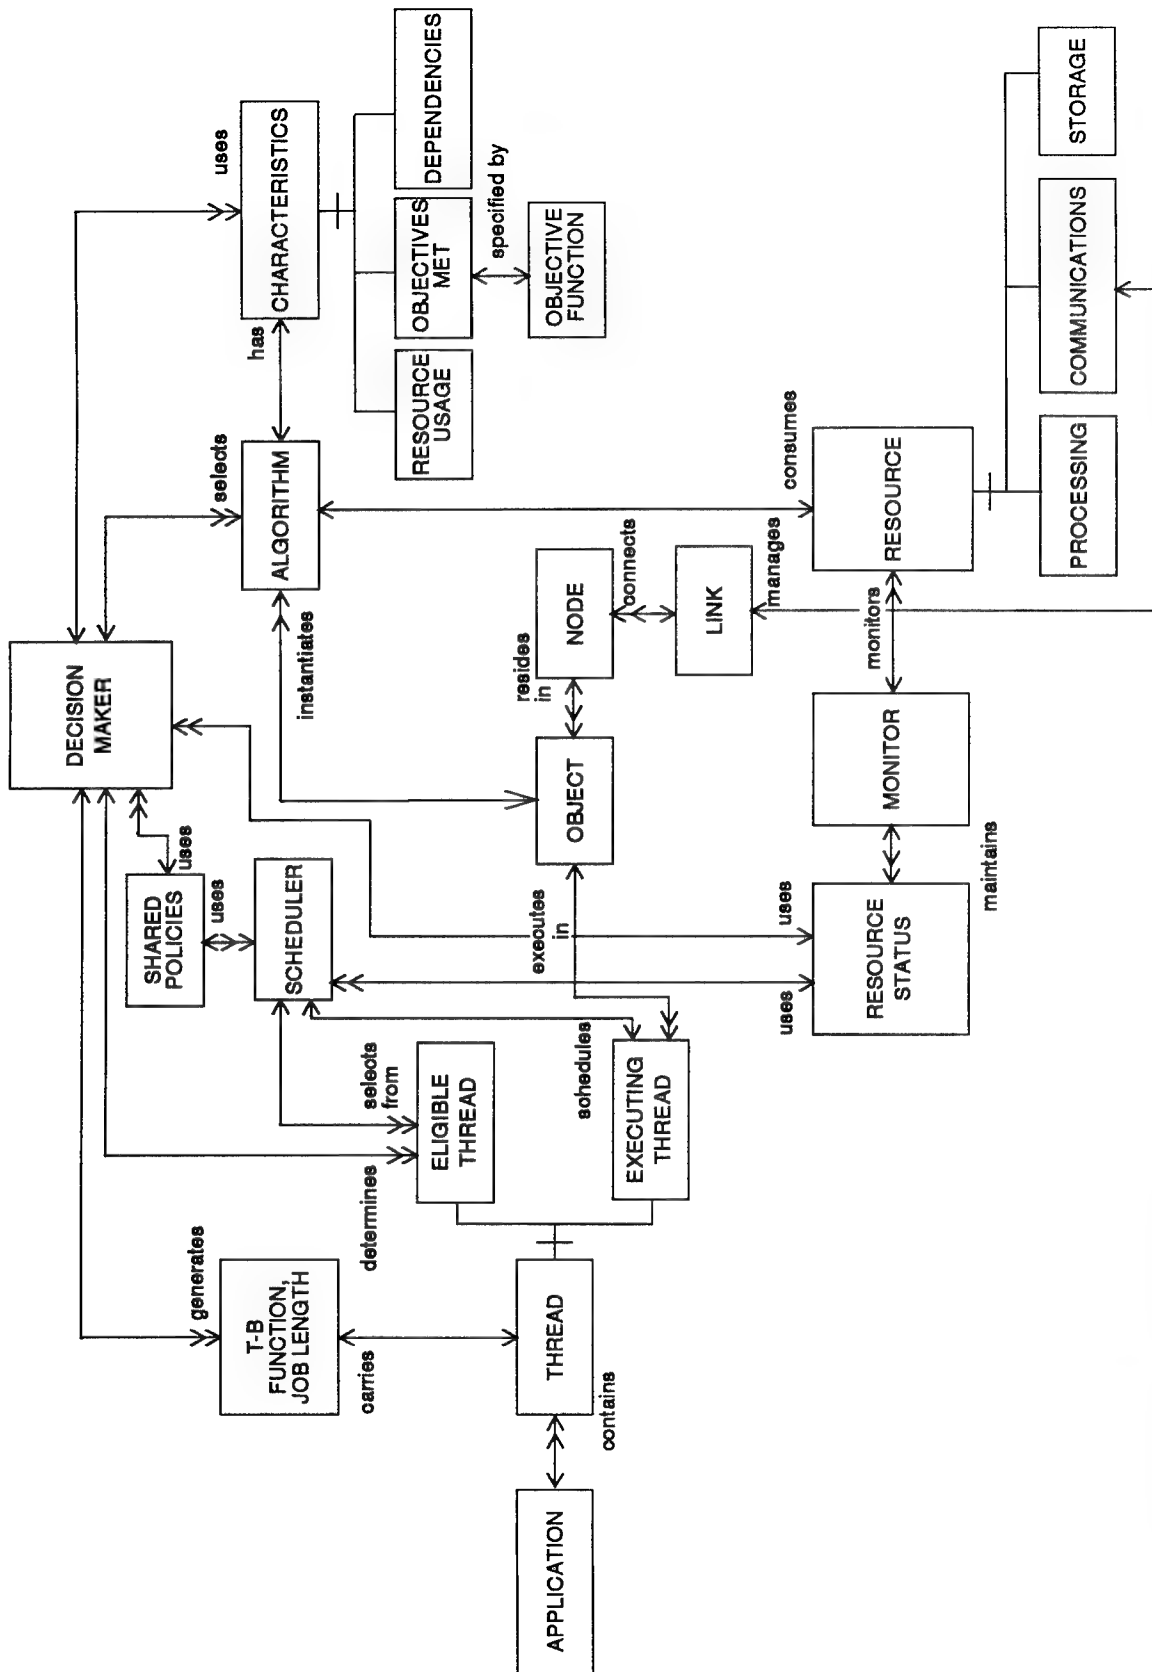 DECISION
MAKER
uses
selects
CHARACTERISTICS
has
ALGORITHM
instantiates
DEPENDENCIES
OBJECTIVES
MET
RESOURCE
USAGE
specified by
OBJECTIVE
FUNCTION
SHARED
POLICIES
uses
uses
SCHEDULER
generates
T-B
FUNCTION,
JOB LENGTH
carries
determines
selects
from
ELIGIBLE
THREAD
schedules
EXECUTING
THREAD
executes
in
OBJECT
resides
in
NODE
connects
LINK
manages
APPLICATION
contains
THREAD
uses
uses
RESOURCE
STATUS
maintains
MONITOR
monitors
RESOURCE
consumes
PROCESSING
COMMUNICATIONS
STORAGE